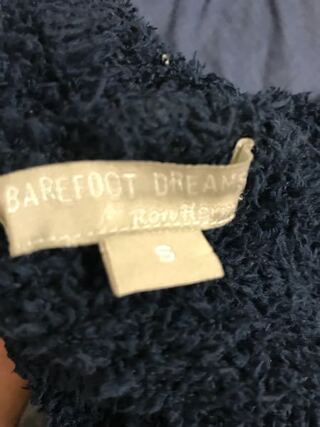 BAREFOOT DREAMS
Ron Herman
S